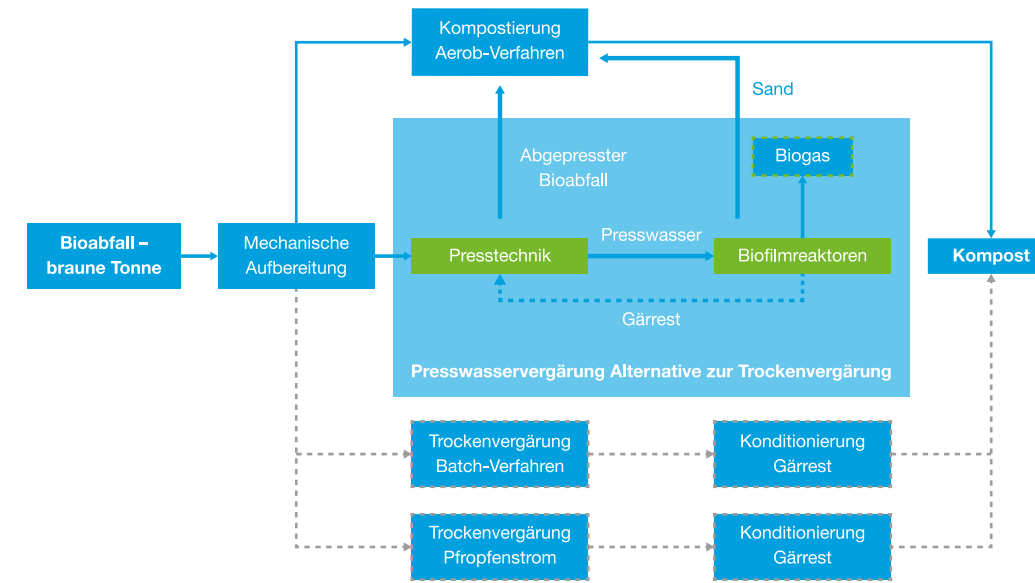 Kompostierung
Aerob-Verfahren
Sand
Abgepresster
Bioabfall
Biogas
Bioabfall –
braune Tonne
Mechanische
Aufbereitung
Presstechnik
Presswasser
Biofilmreaktoren
Kompost
Gärrest
Presswasservergärung Alternative zur Trockenvergärung
Trockenvergärung
Batch-Verfahren
Konditionierung
Gärrest
Trockenvergärung
Pfropfenstrom
Konditionierung
Gärrest